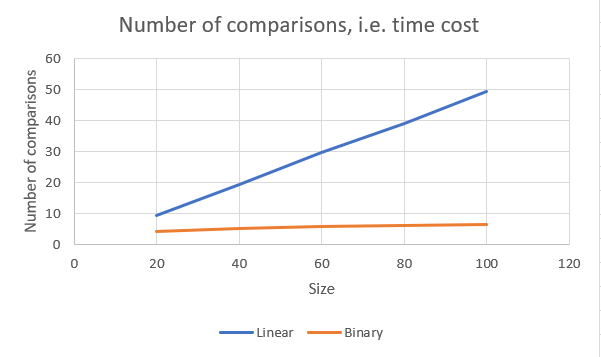 Number of comparisons, i.e. time cost
Number of comparisons
60
50
40
30
20
10
0
0 20 40 60 80 100 120
Size
Linear Binary